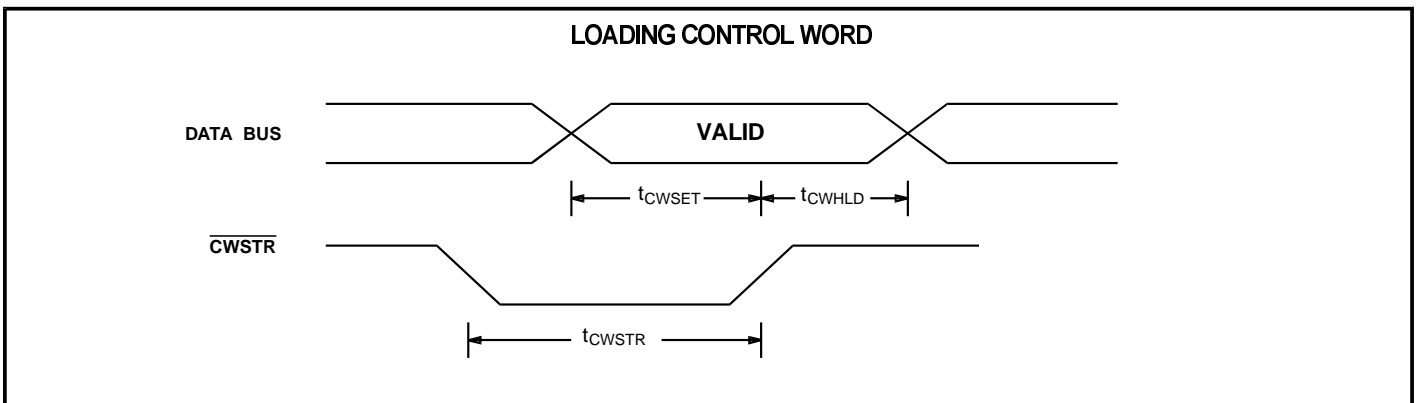 LOADING CONTROL WORD
DATA BUS
VALID
tCWSET
tCWHLD
CWSTR
tCWSTR